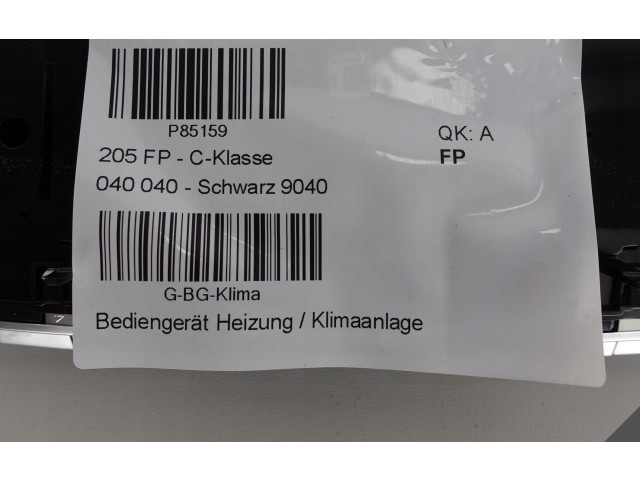 P85159
QK: A
205 FP - C-Klasse
FP
040 040 - Schwarz 9040
G-BG-Klima
Bediengerät Heizung / Klimaanlage